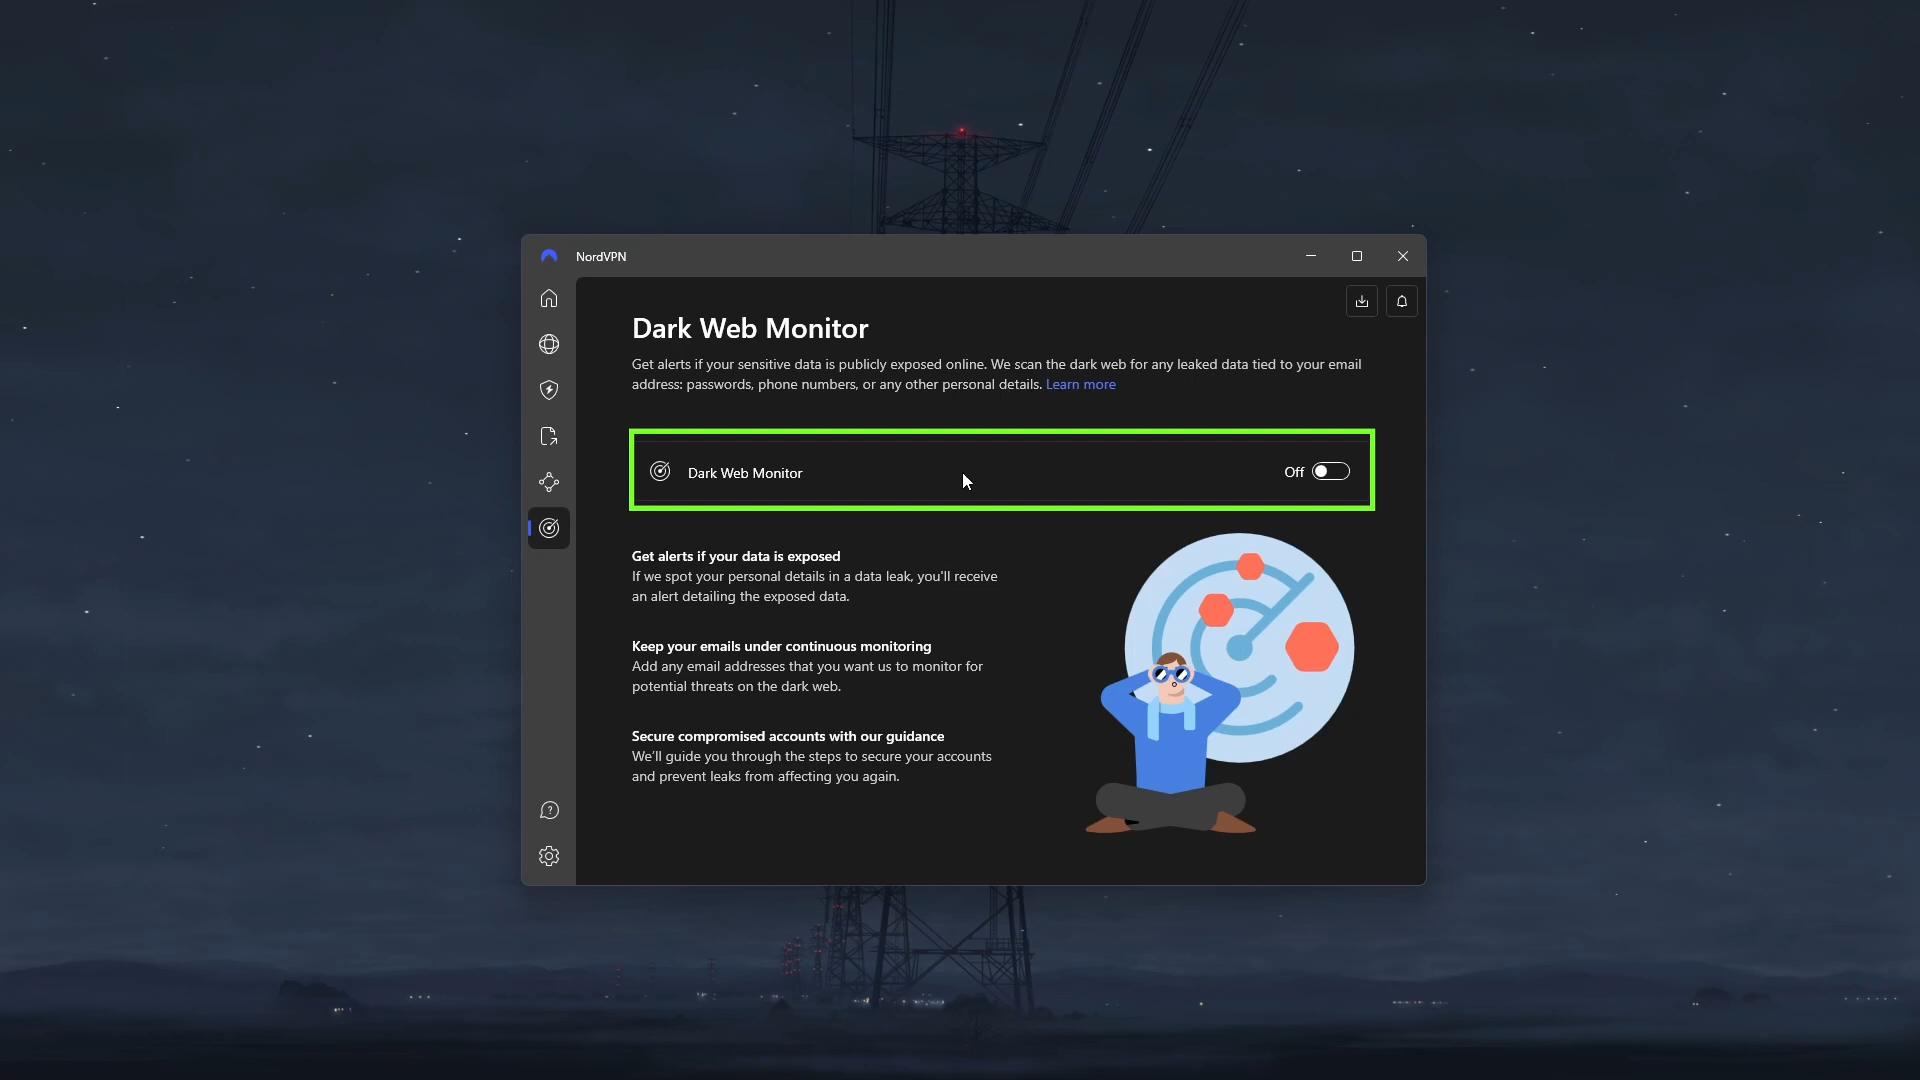 NordVPN
Dark Web Monitor
Get alerts if your sensitive data is publicly exposed online. We scan the dark web for any leaked data tied to your email
address: passwords, phone numbers, or any other personal details. Learn more
Dark Web Monitor
Off
Get alerts if your data is exposed
If we spot your personal details in a data leak, you'll receive
an alert detailing the exposed data.
Keep your emails under continuous monitoring
Add any email addresses that you want us to monitor for
potential threats on the dark web.
Secure compromised accounts with our guidance
We'll guide you through the steps to secure your accounts
and prevent leaks from affecting you again.